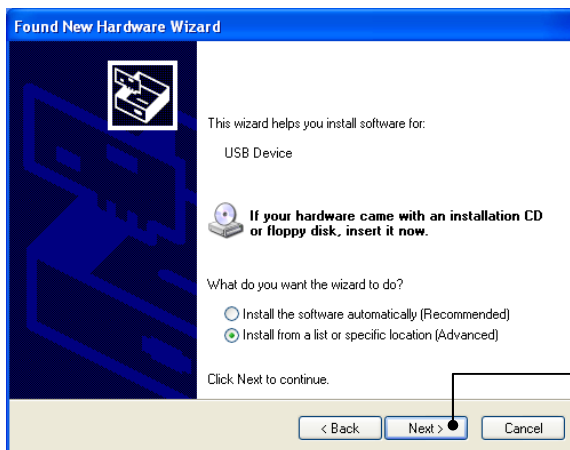 Found New Hardware Wizard
This wizard helps you install software for:
USB Device
If your hardware came with an installation CD
or floppy disk, insert it now.
What do you want the wizard to do?
Install the software automatically (Recommended)
Install from a list or specific location (Advanced)
Click Next to continue.
< Back Next > Cancel